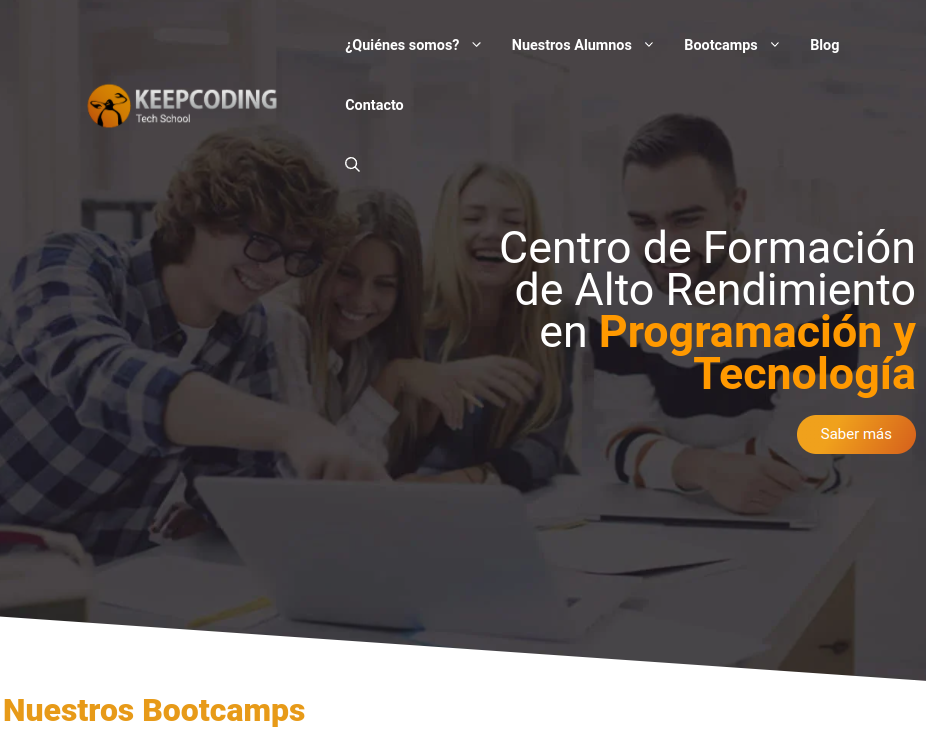 ¿Quiénes somos?
Nuestros Alumnos
Bootcamps
Blog
KEEPCODING
Tech School
Contacto
Centro de Formación
de Alto Rendimiento
en Programación y
Tecnología
Saber más
Nuestros Bootcamps